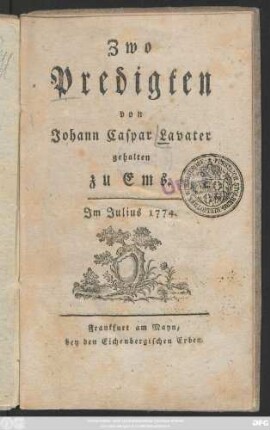 Zwo
Predigten
von
Johann Caspar Lavater
gehalten
zu Ems.
Im Julius 1774.
Frankfurt am Mayn,
bey den Eichenbergischen Erben.